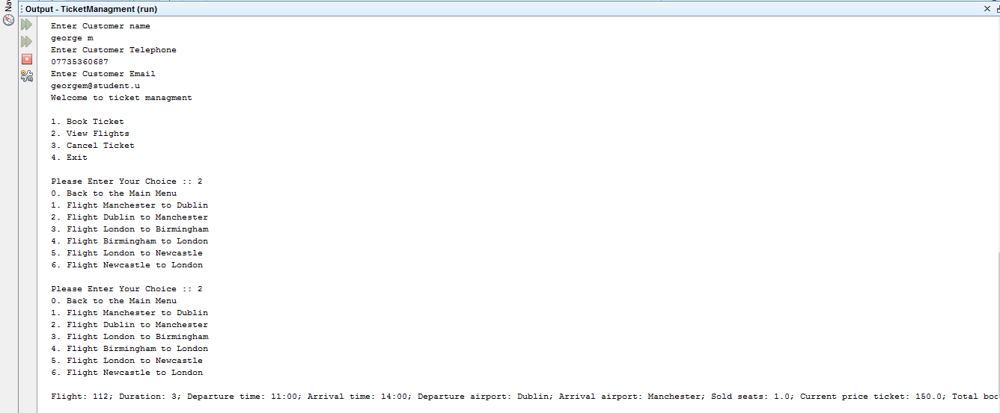 Nav
Output - TicketManagment (run)
Enter Customer name
george m
Enter Customer Telephone
07735360687
Enter Customer Email
georgem@student.u
Welcome to ticket managment
1. Book Ticket
2. View Flights
3. Cancel Ticket
4. Exit
Please Enter Your Choice :: 2
0. Back to the Main Menu
1. Flight Manchester to Dublin
2. Flight Dublin to Manchester
3. Flight London to Birmingham
4. Flight Birmingham to London
5. Flight London to Newcastle
6. Flight Newcastle to London
Please Enter Your Choice :: 2
0. Back to the Main Menu
1. Flight Manchester to Dublin
2. Flight Dublin to Manchester
3. Flight London to Birmingham
4. Flight Birmingham to London
5. Flight London to Newcastle
6. Flight Newcastle to London
Flight: 112; Duration: 3; Departure time: 11:00; Arrival time: 14:00; Departure airport: Dublin; Arrival airport: Manchester; Sold seats: 1.0; Current price ticket: 150.0; Total